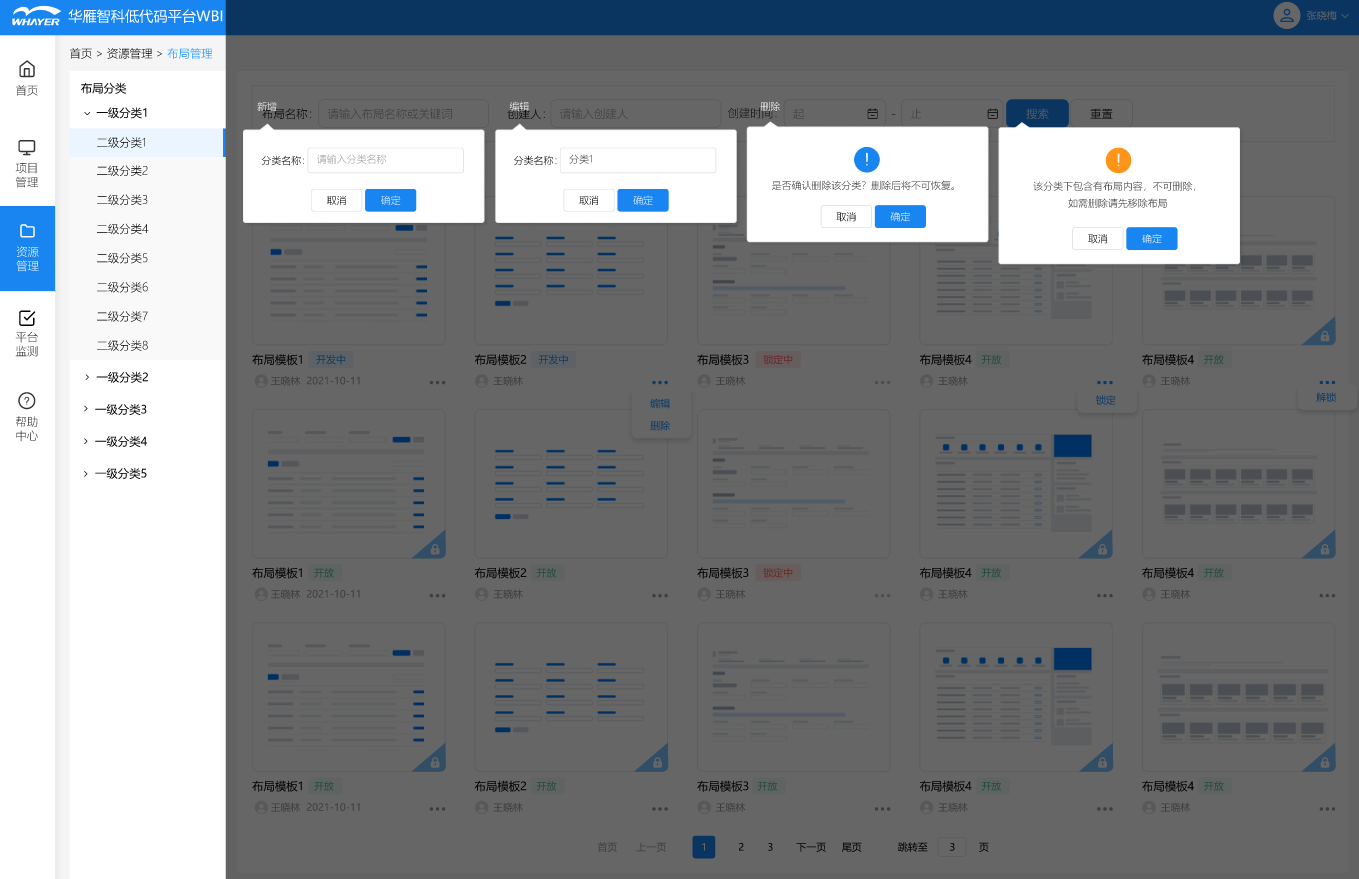 WHAYER 华雁智科低代码平台WBI
张晓梅
首页
项目
管理
资源
管理
平台
监测
帮助
中心
首页 > 资源管理 > 布局管理
布局分类
一级分类1
二级分类1
二级分类2
二级分类3
二级分类4
二级分类5
二级分类6
二级分类7
二级分类8
一级分类2
一级分类3
一级分类4
一级分类5
布局名称: 请输入布局名称或关键词 创建人: 请输入创建人 创建时间: 起 - 止 搜索 重置
新增
分类名称: 请输入分类名称
取消 确定
编辑
分类名称: 分类1
取消 确定
删除
是否确认删除该分类? 删除后将不可恢复。
取消 确定
该分类下包含有布局内容,不可删除,
如需删除请先移除布局
取消 确定
布局模板1 开发中 布局模板2 开发中 布局模板3 锁定中 布局模板4 开放 布局模板4 开放
王晓林 2021-10-11 王晓林 王晓林 王晓林 王晓林
编辑
删除
锁定
解锁
布局模板1 开放 布局模板2 开放 布局模板3 锁定中 布局模板4 开放 布局模板4 开放
王晓林 2021-10-11 王晓林 王晓林 王晓林 王晓林
布局模板1 开放 布局模板2 开放 布局模板3 开放 布局模板4 开放 布局模板4 开放
王晓林 2021-10-11 王晓林 王晓林 王晓林 王晓林
首页 上一页 1 2 3 下一页 尾页 跳转至 3 页